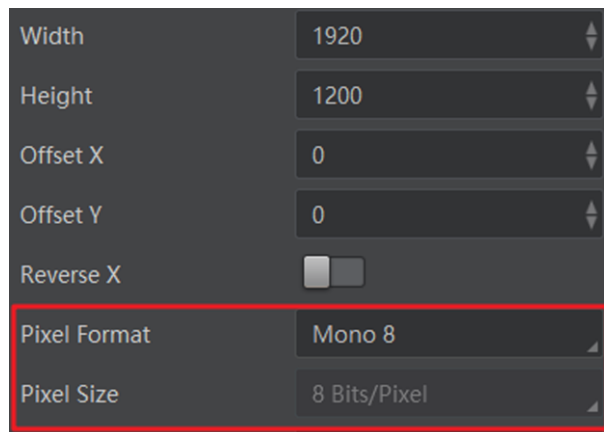 Width 1920
Height 1200
Offset X 0
Offset Y 0
Reverse X
Pixel Format Mono 8
Pixel Size 8 Bits/Pixel